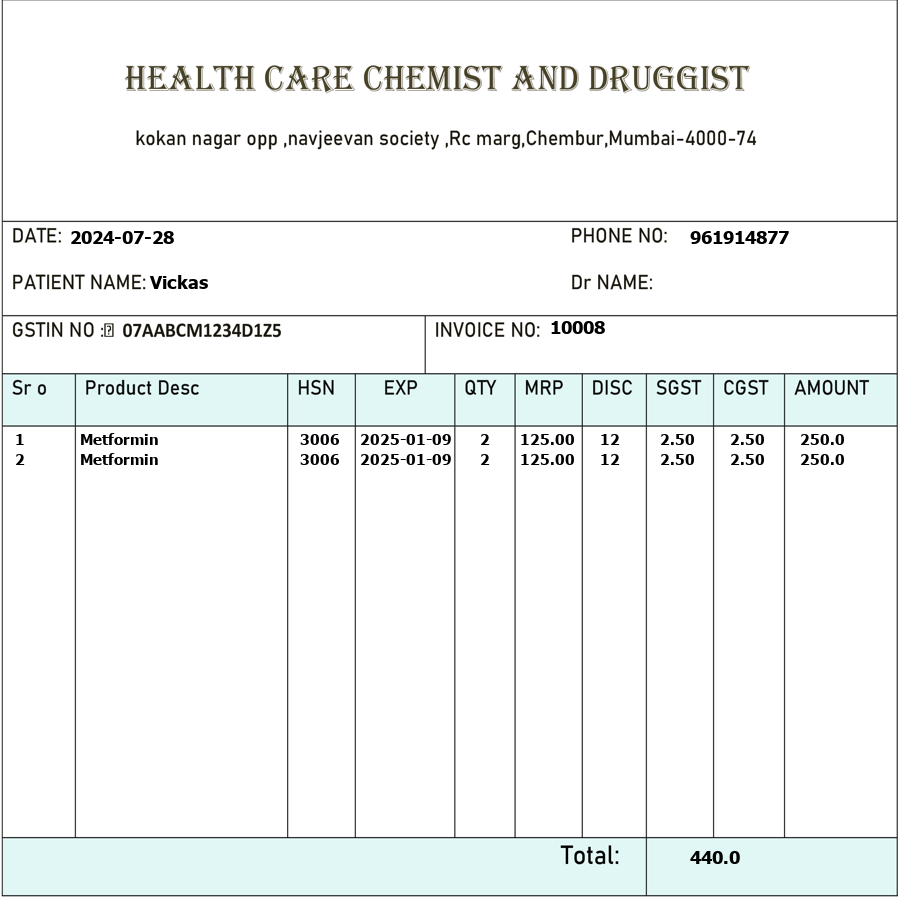 HEALTH CARE CHEMIST AND DRUGGIST
kokan nagar opp ,navjeevan society ,Rc marg,Chembur,Mumbai-4000-74
DATE: 2024-07-28 PHONE NO: 961914877
PATIENT NAME: Vickas Dr NAME:
GSTIN NO : 07AABCM1234D1Z5 INVOICE NO: 10008
Sr o Product Desc HSN EXP QTY MRP DISC SGST CGST AMOUNT
1 Metformin 3006 2025-01-09 2 125.00 12 2.50 2.50 250.0
2 Metformin 3006 2025-01-09 2 125.00 12 2.50 2.50 250.0
Total: 440.0